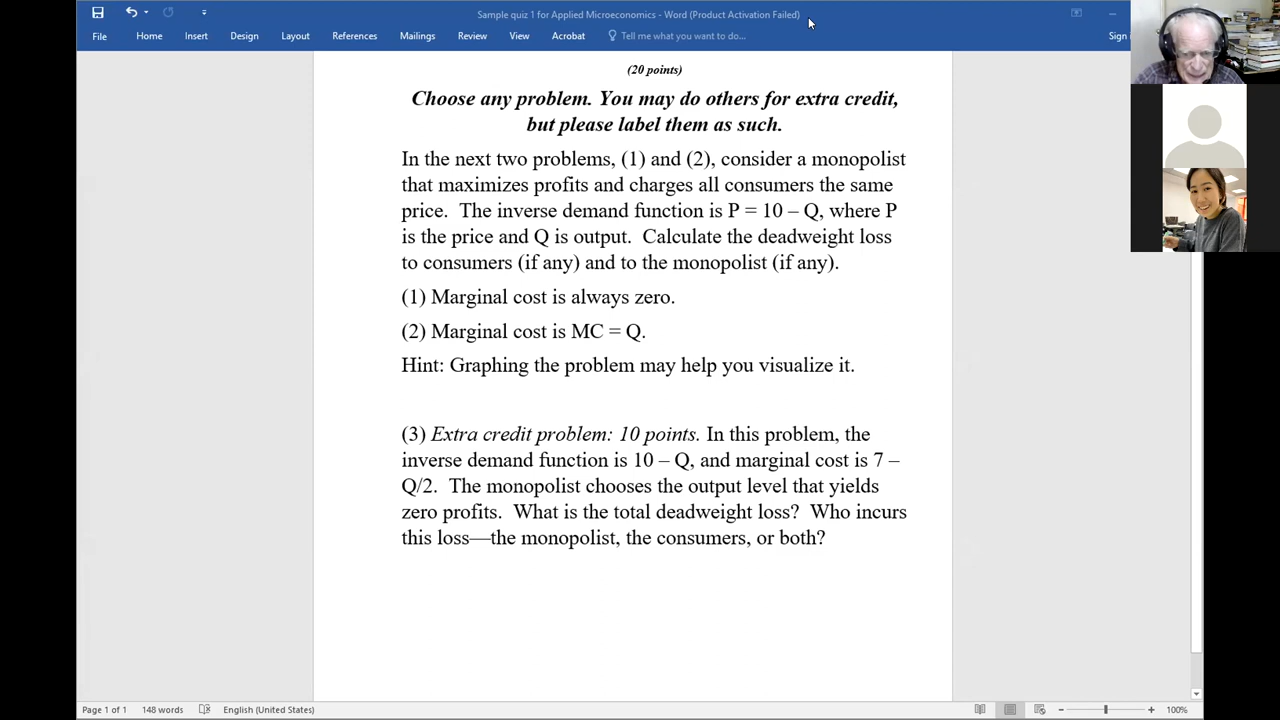 Sample quiz 1 for Applied Microeconomics - Word (Product Activation Failed)
File Home Insert Design Layout References Mailings Review View Acrobat Tell me what you want to do... Sign
(20 points)
Choose any problem. You may do others for extra credit,
but please label them as such.
In the next two problems, (1) and (2), consider a monopolist
that maximizes profits and charges all consumers the same
price. The inverse demand function is P = 10 – Q, where P
is the price and Q is output. Calculate the deadweight loss
to consumers (if any) and to the monopolist (if any).
(1) Marginal cost is always zero.
(2) Marginal cost is MC = Q.
Hint: Graphing the problem may help you visualize it.
(3) Extra credit problem: 10 points. In this problem, the
inverse demand function is 10 – Q, and marginal cost is 7 –
Q/2. The monopolist chooses the output level that yields
zero profits. What is the total deadweight loss? Who incurs
this loss—the monopolist, the consumers, or both?
Page 1 of 1 148 words English (United States) 100%